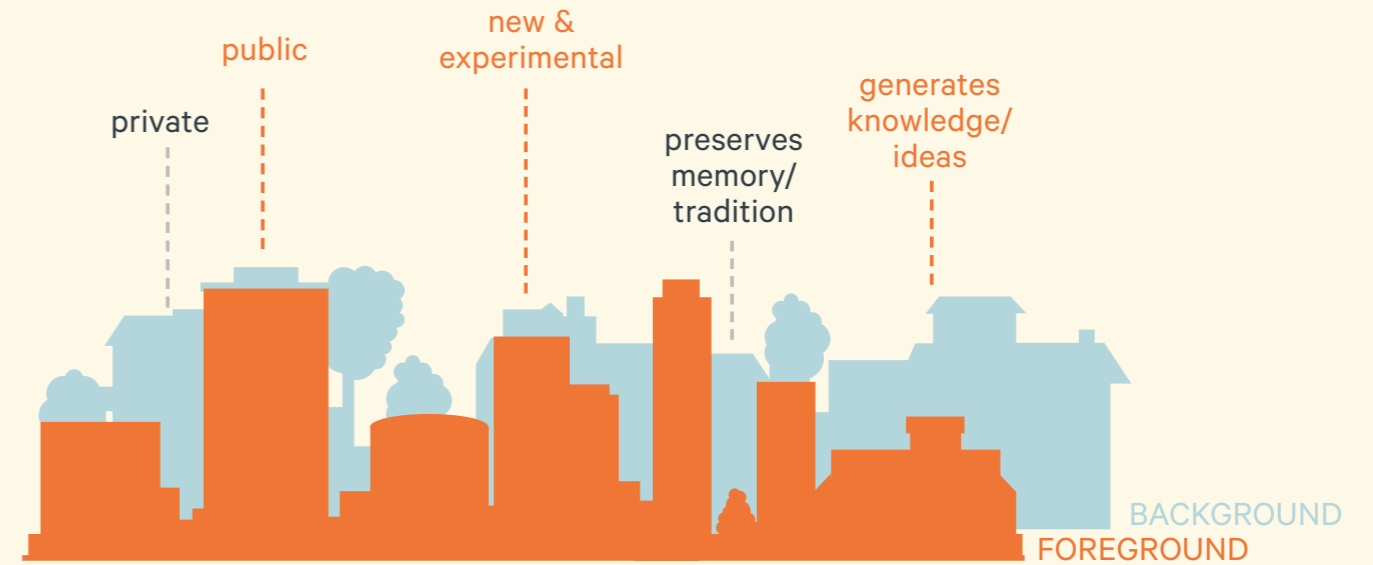 private
public
new &
experimental
preserves
memory/
tradition
generates
knowledge/
ideas
BACKGROUND
FOREGROUND